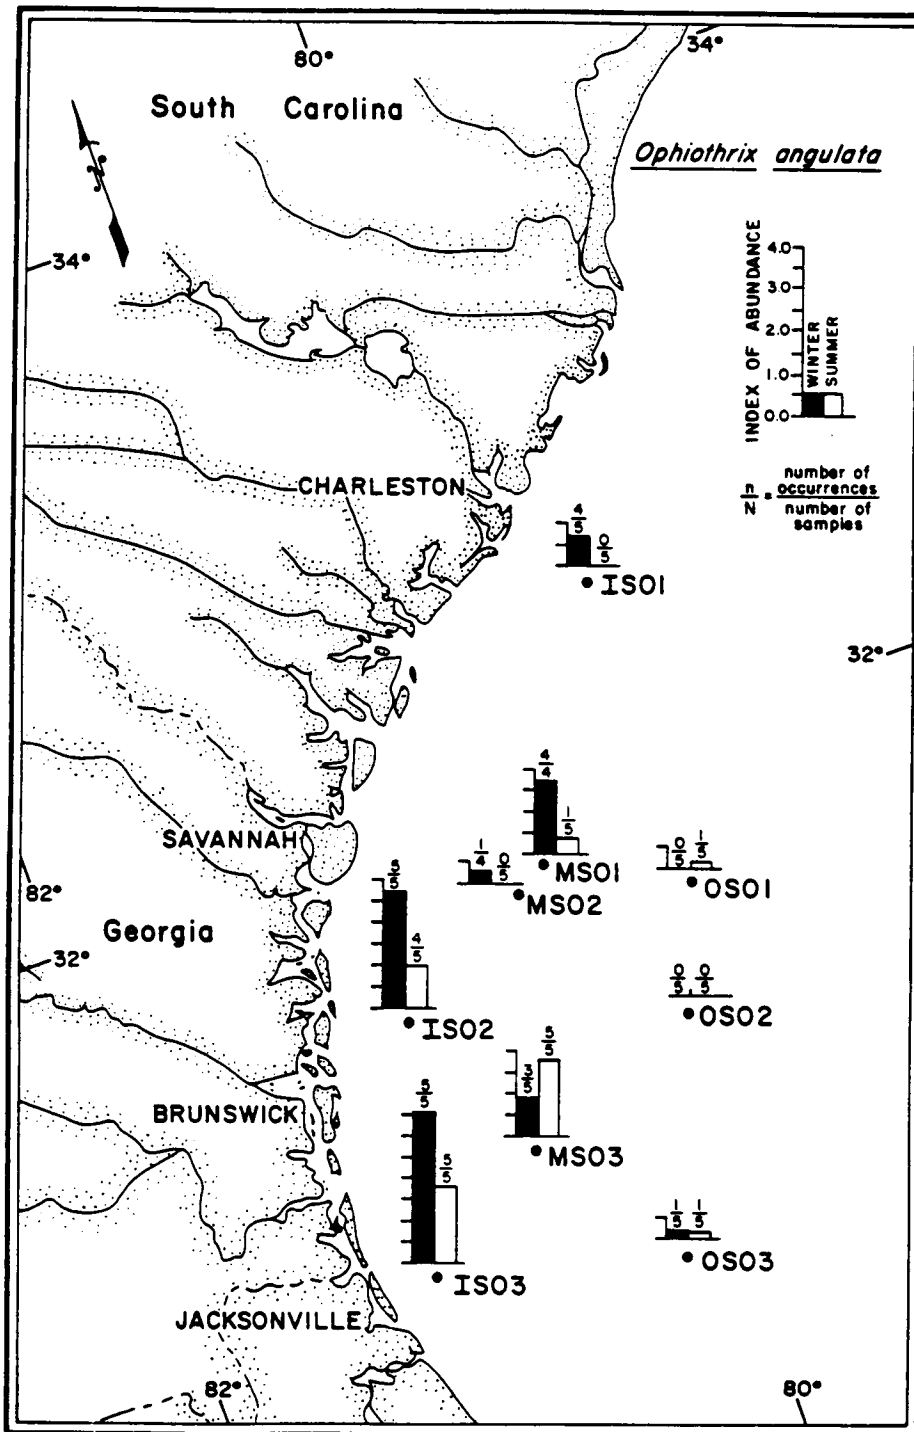 80°
34°
South Carolina
Ophiothrix angulata
N
34°
INDEX OF ABUNDANCE
4.0
3.0
2.0
1.0
0.0
WINTER
SUMMER
n/N = number of occurrences / number of samples
CHARLESTON
4/5 0/5
IS01
32°
4/4 1/5
MS01
SAVANNAH
1/4 0/5
MS02
0/5 1/5
OS01
82°
5/5 4/5
IS02
Georgia
32°
0/5 0/5
OS02
3/5 5/5
MS03
BRUNSWICK
5/5 5/5
IS03
1/5 1/5
OS03
JACKSONVILLE
82°
80°